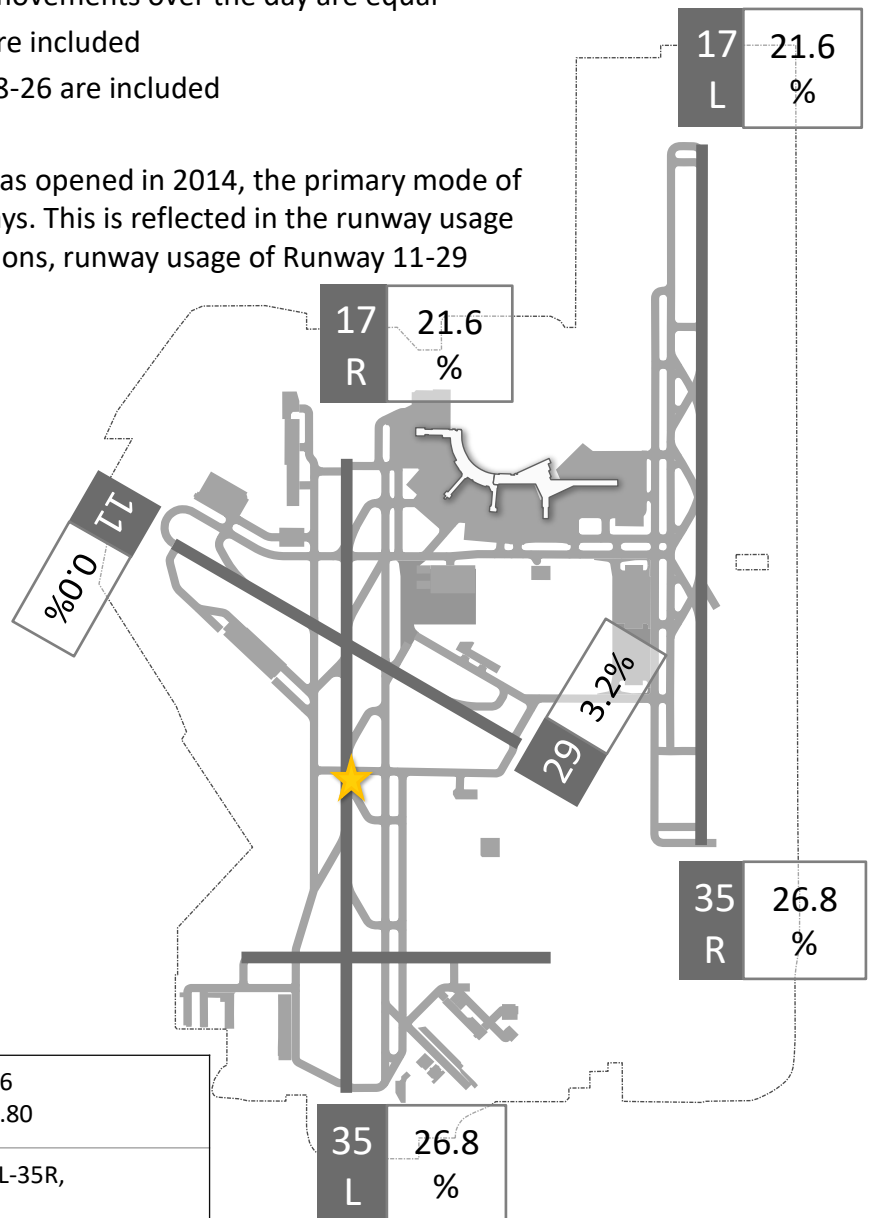 movements over the day are equal
re included
8-26 are included
as opened in 2014, the primary mode of
ys. This is reflected in the runway usage
ions, runway usage of Runway 11-29
17
L
21.6
%
17
R
21.6
%
11
0.0%
3.2%
29
35
R
26.8
%
6
.80
L-35R,
35
L
26.8
%